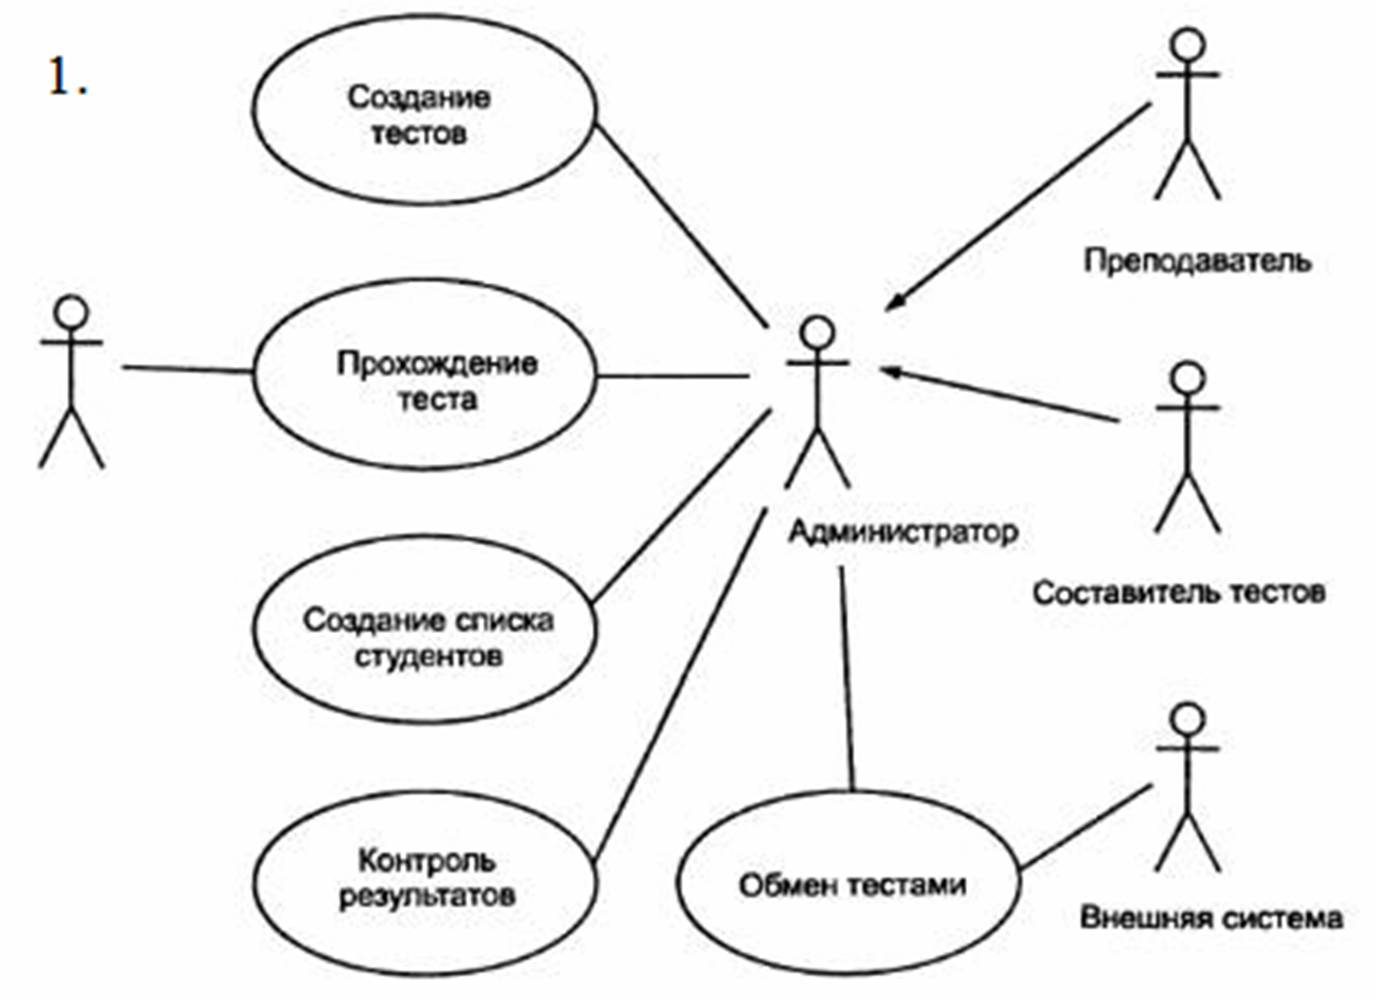 1.
Создание
тестов
Преподаватель
Прохождение
теста
Администратор
Составитель тестов
Создание списка
студентов
Контроль
результатов
Обмен тестами
Внешняя система